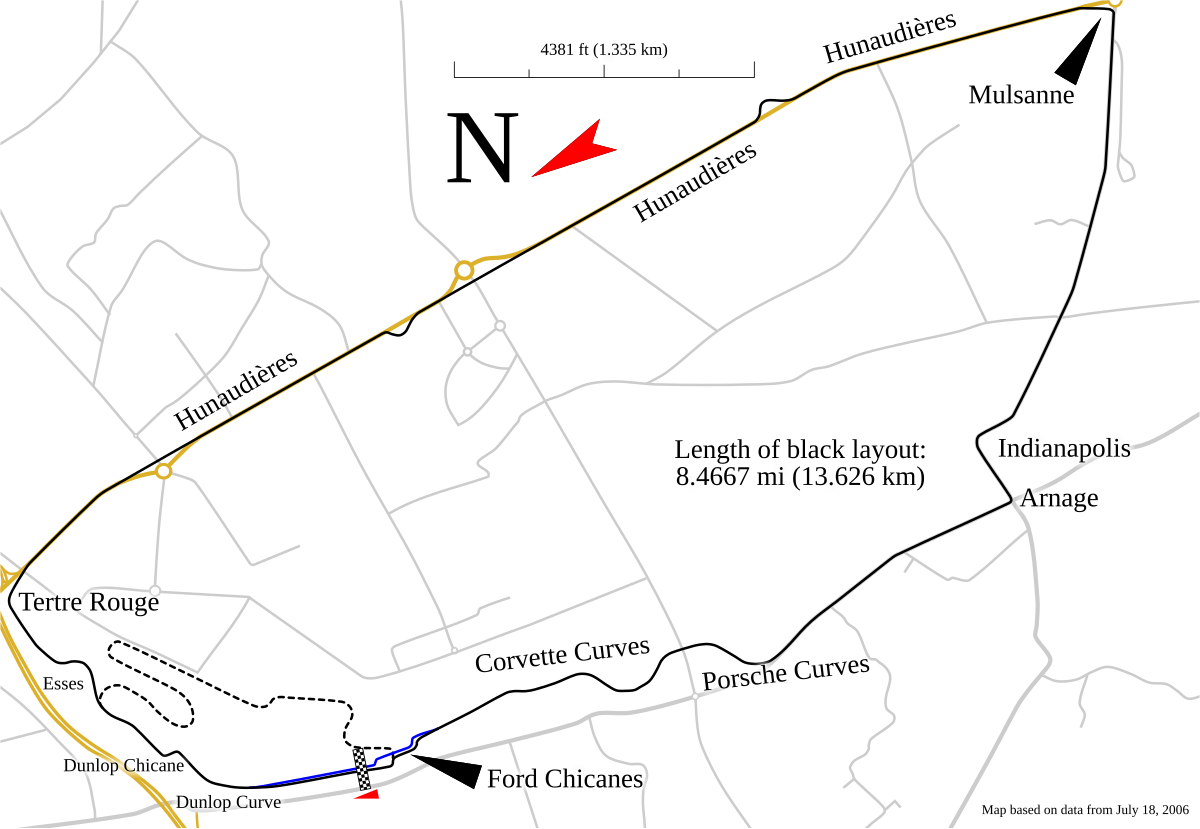 Hunaudières
4381 ft (1.335 km)
Mulsanne
N
Hunaudières
Hunaudières
Length of black layout:
8.4667 mi (13.626 km)
Indianapolis
Arnage
Tertre Rouge
Corvette Curves
Porsche Curves
Esses
Dunlop Chicane
Ford Chicanes
Dunlop Curve
Map based on data from July 18, 2006